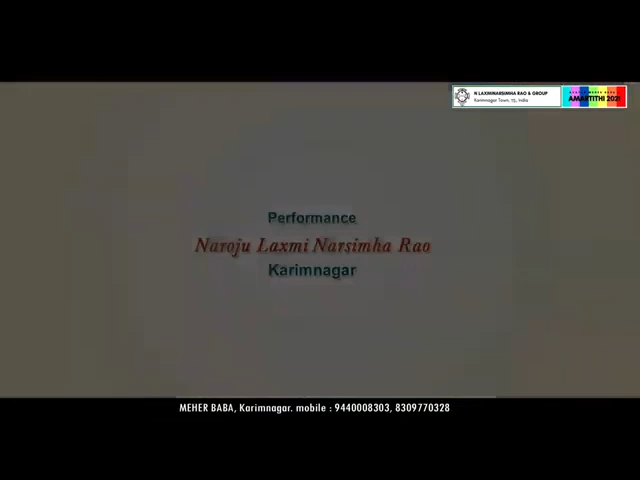 N LAXMINARSIMHA RAO & GROUP
Karimnagar Town, TS, India
AMARTITHI 2021
Performance
Naroju Laxmi Narsimha Rao
Karimnagar
MEHER BABA, Karimnagar. mobile : 9440008303, 8309770328